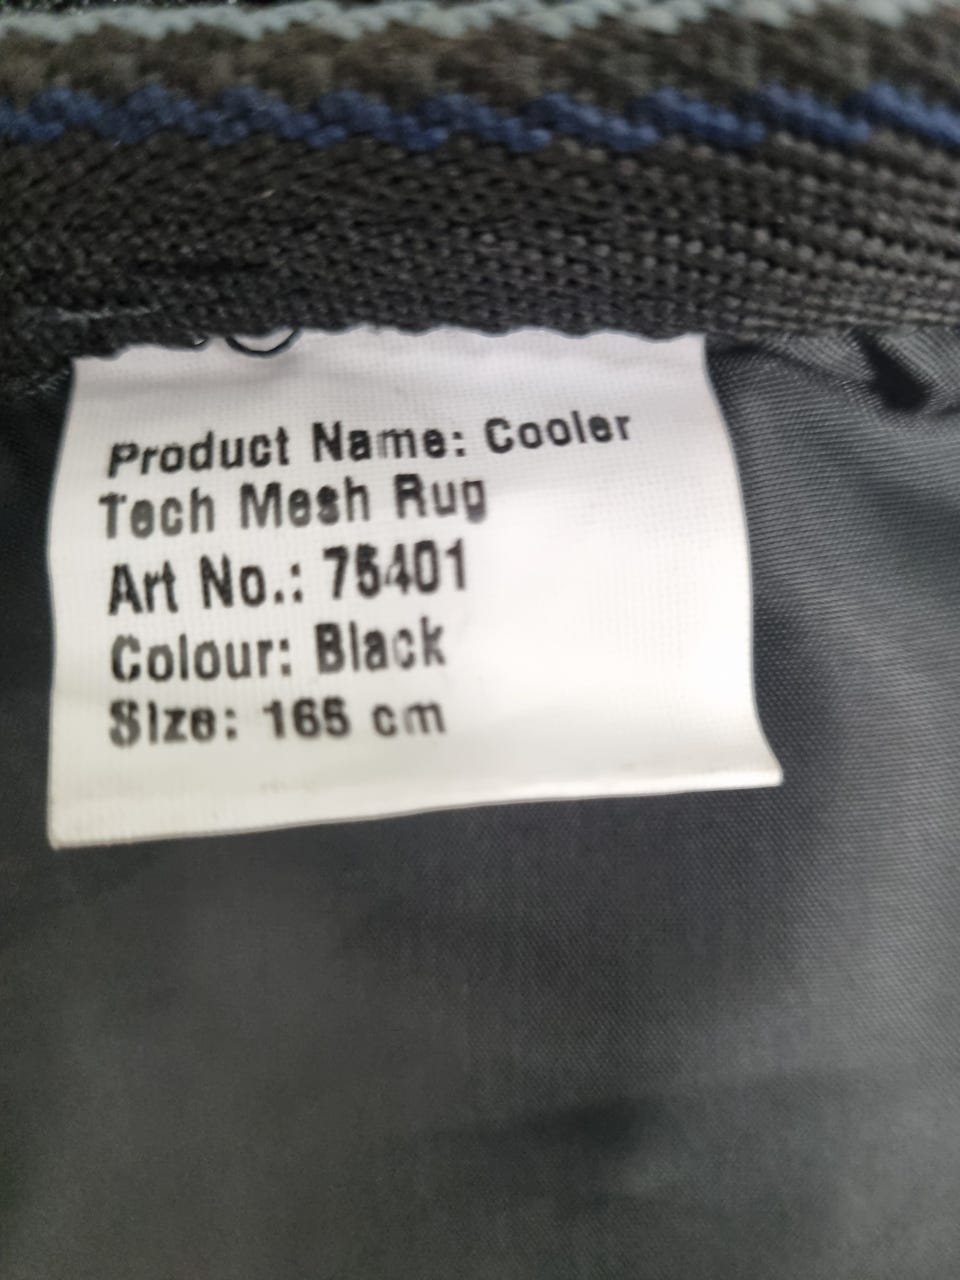 Product Name: Cooler
Tech Mesh Rug
Art No.: 75401
Colour: Black
Size: 165 cm